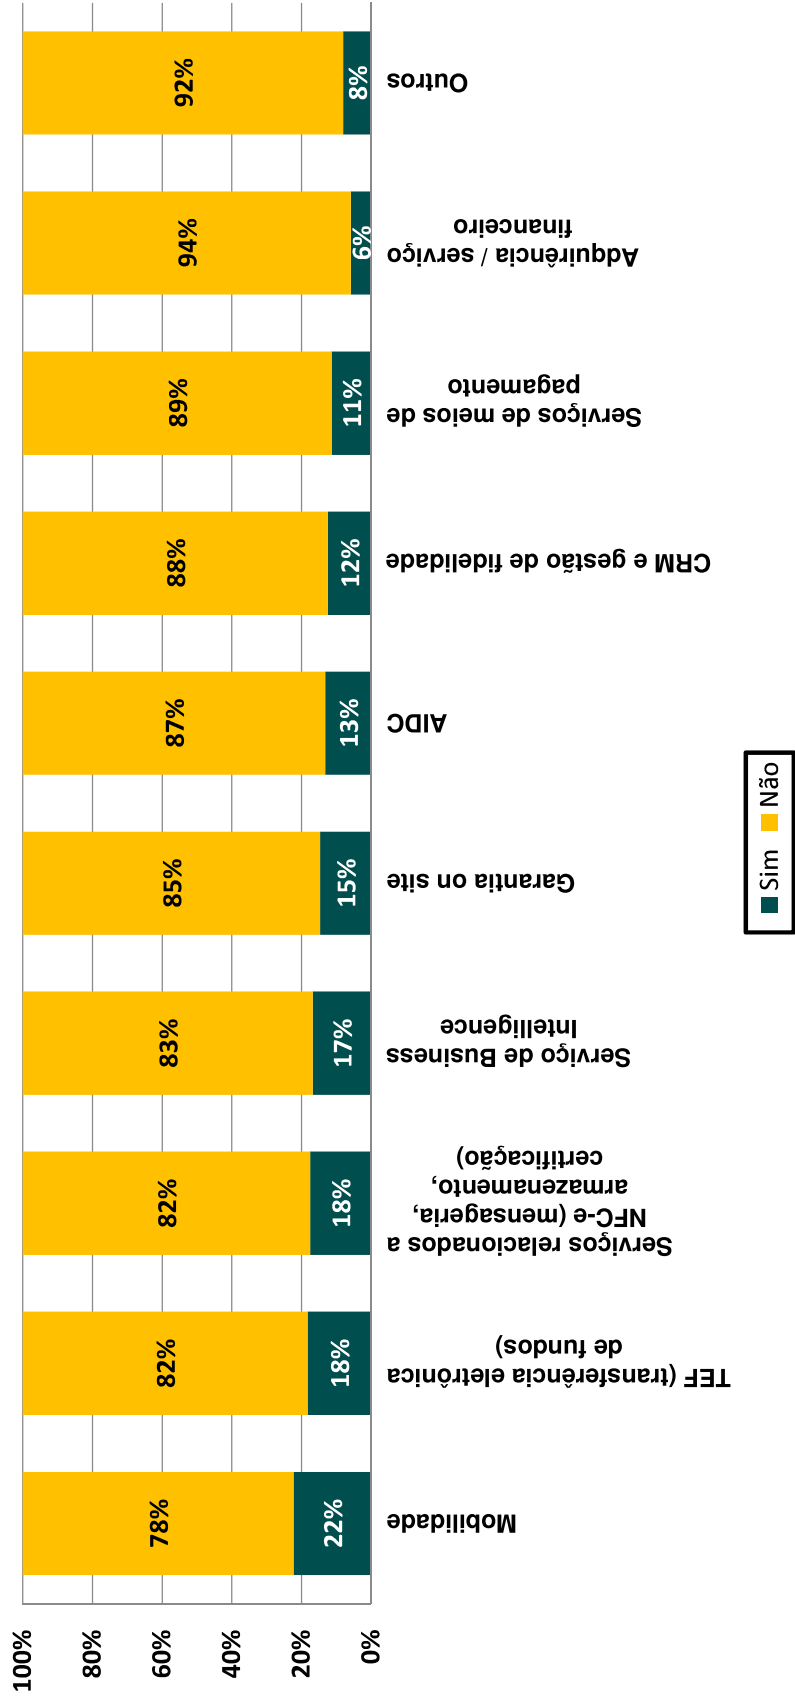 100%
80%
60%
40%
20%
0%
78%
82%
82%
83%
85%
87%
88%
89%
94%
92%
22%
18%
18%
17%
15%
13%
12%
11%
6%
8%
Mobilidade
TEF (transferência eletrônica
de fundos)
Serviços relacionados a
NFC-e (mensageria,
armazenamento,
certificação)
Serviço de Business
Intelligence
Garantia on site
AIDC
CRM e gestão de fidelidade
Serviços de meios de
pagamento
Adquirência / serviço
financeiro
Outros
Sim Não